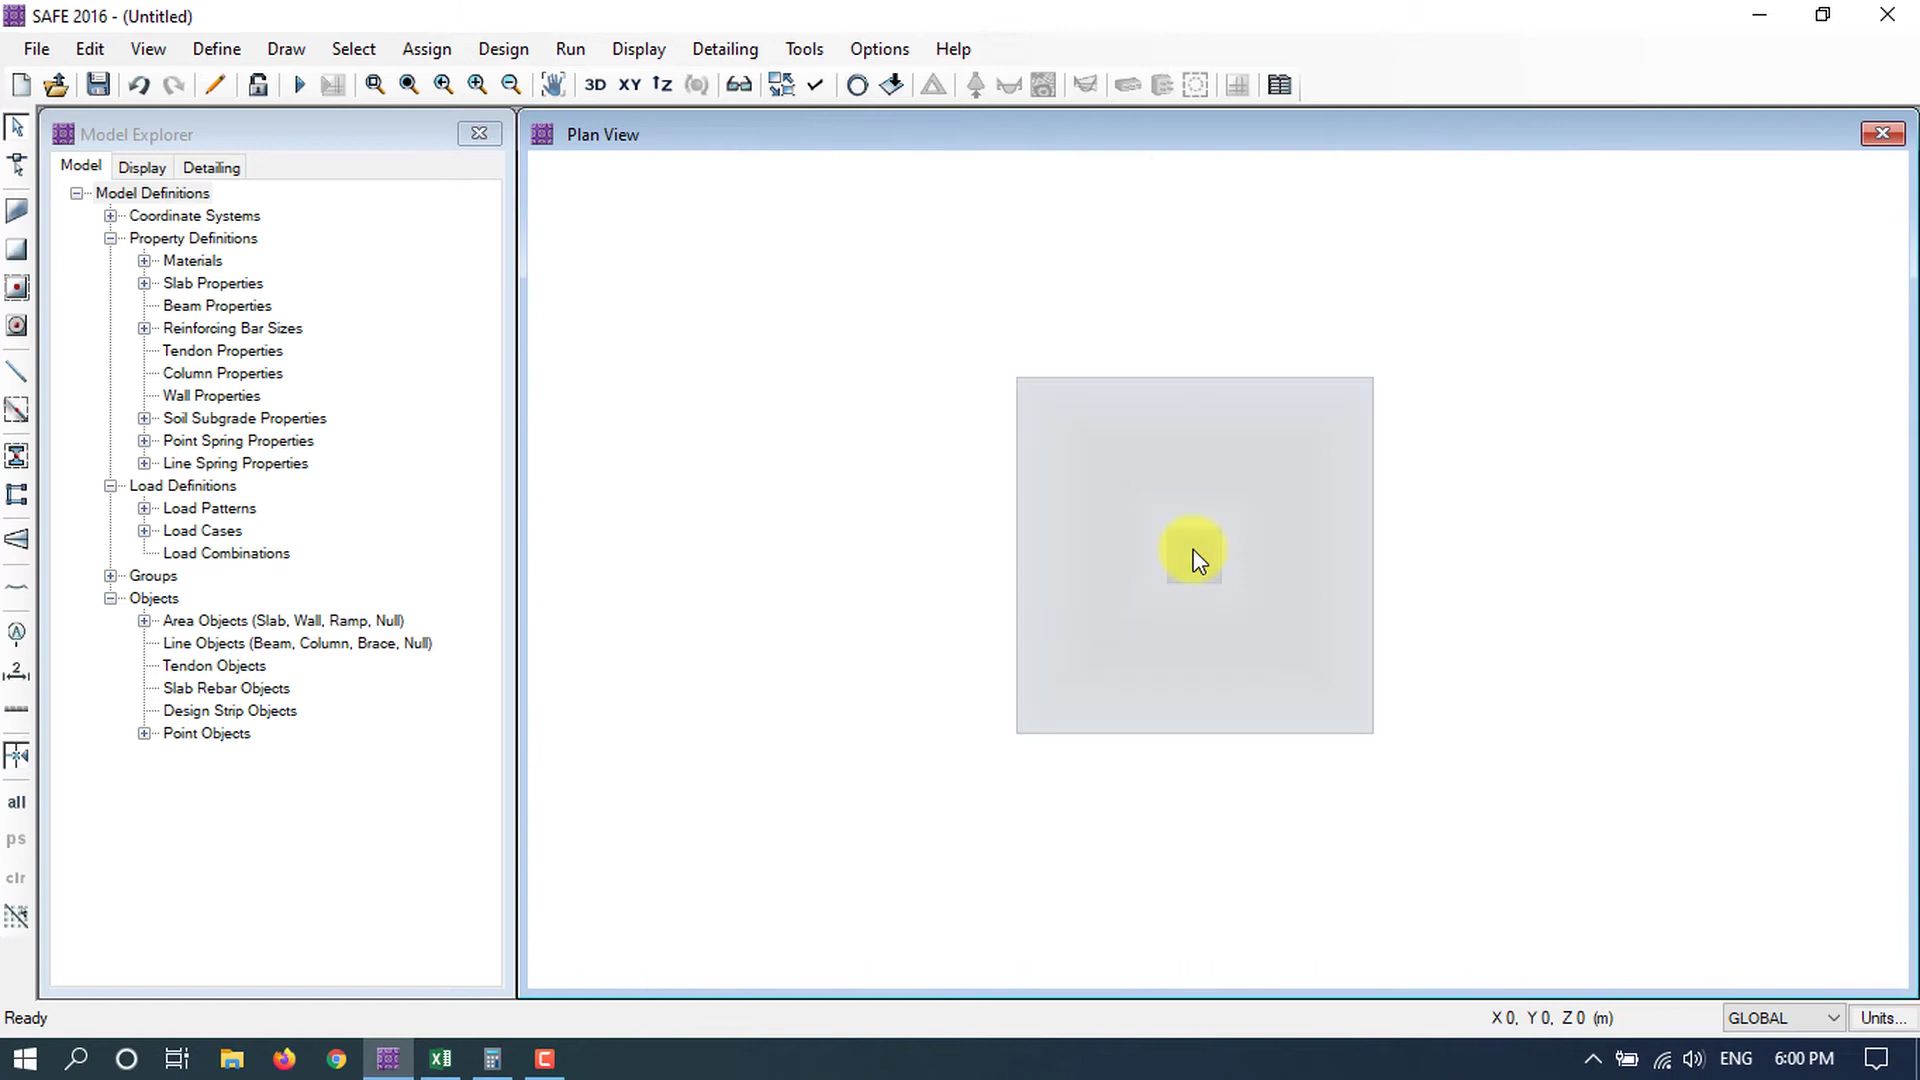 SAFE 2016 - (Untitled)
File Edit View Define Draw Select Assign Design Run Display Detailing Tools Options Help
3D XY
Model Explorer
Plan View
Model Display Detailing
Model Definitions
Coordinate Systems
Property Definitions
Materials
Slab Properties
Beam Properties
Reinforcing Bar Sizes
Tendon Properties
Column Properties
Wall Properties
Soil Subgrade Properties
Point Spring Properties
Line Spring Properties
Load Definitions
Load Patterns
Load Cases
Load Combinations
Groups
Objects
Area Objects (Slab, Wall, Ramp, Null)
Line Objects (Beam, Column, Brace, Null)
Tendon Objects
Slab Rebar Objects
Design Strip Objects
Point Objects
all
ps
clr
Ready
X 0, Y 0, Z 0 (m)
GLOBAL
Units...
ENG
6:00 PM